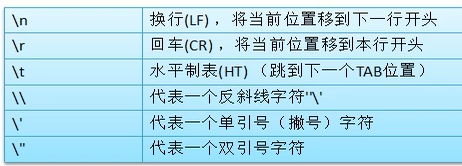 \n 换行(LF) ，将当前位置移到下一行开头
\r 回车(CR) ，将当前位置移到本行开头
\t 水平制表(HT) （跳到下一个TAB位置）
\\ 代表一个反斜线字符''\'
\' 代表一个单引号（撇号）字符
\" 代表一个双引号字符